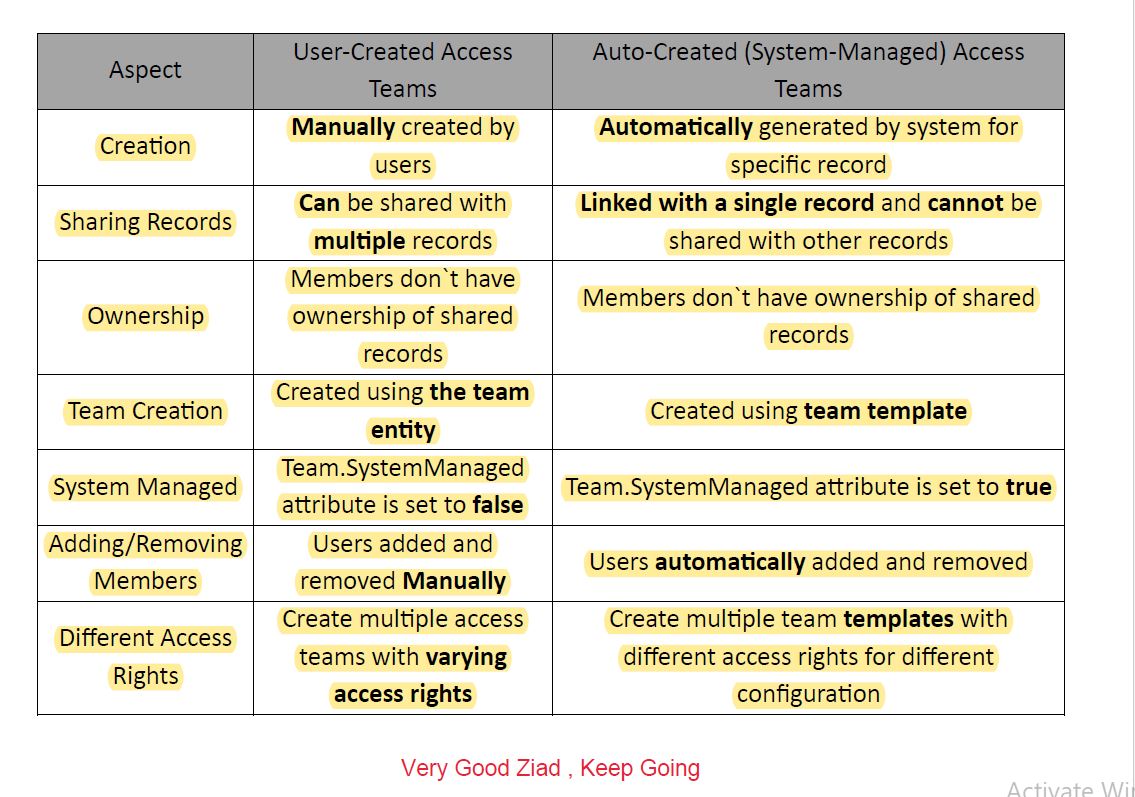 Aspect
User-Created Access
Teams
Auto-Created (System-Managed) Access
Teams
Creation
Manually created by
users
Automatically generated by system for
specific record
Sharing Records
Can be shared with
multiple records
Linked with a single record and cannot be
shared with other records
Ownership
Members don`t have
ownership of shared
records
Members don`t have ownership of shared
records
Team Creation
Created using the team
entity
Created using team template
System Managed
Team.SystemManaged
attribute is set to false
Team.SystemManaged attribute is set to true
Adding/Removing
Members
Users added and
removed Manually
Users automatically added and removed
Different Access
Rights
Create multiple access
teams with varying
access rights
Create multiple team templates with
different access rights for different
configuration
Very Good Ziad , Keep Going
Activate